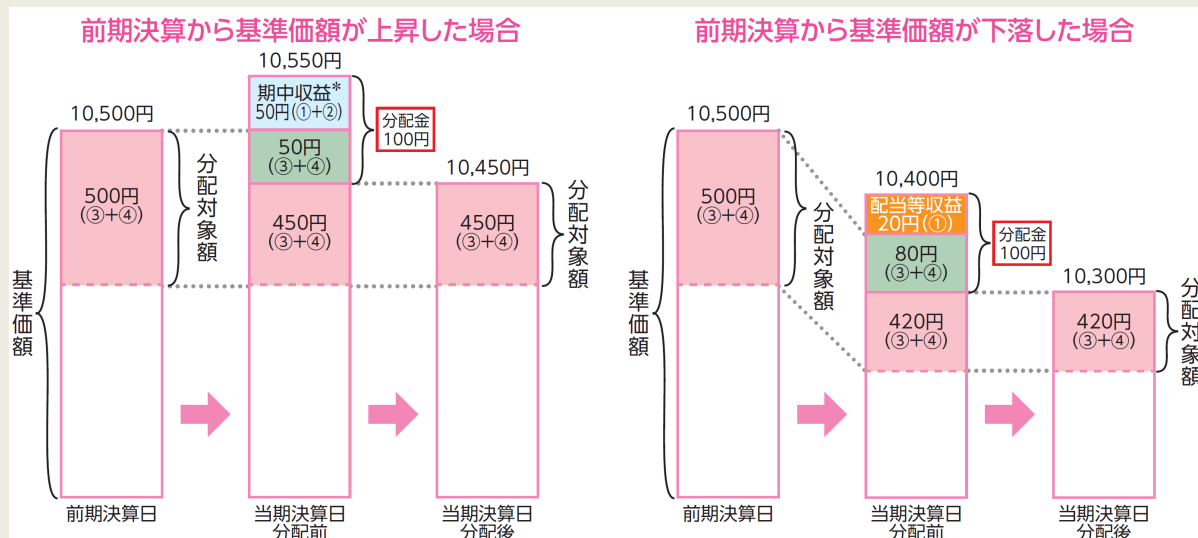 前期決算から基準価額が上昇した場合
10,500円
10,550円
期中収益*
50円(①+②)
分配金
100円
50円
(③+④)
10,450円
500円
(③+④)
分配対象額
450円
(③+④)
450円
(③+④)
分配対象額
基準価額
前期決算日
当期決算日
分配前
当期決算日
分配後
前期決算から基準価額が下落した場合
10,500円
10,400円
配当等収益
20円(①)
分配金
100円
80円
(③+④)
10,300円
500円
(③+④)
分配対象額
420円
(③+④)
420円
(③+④)
分配対象額
基準価額
前期決算日
当期決算日
分配前
当期決算日
分配後